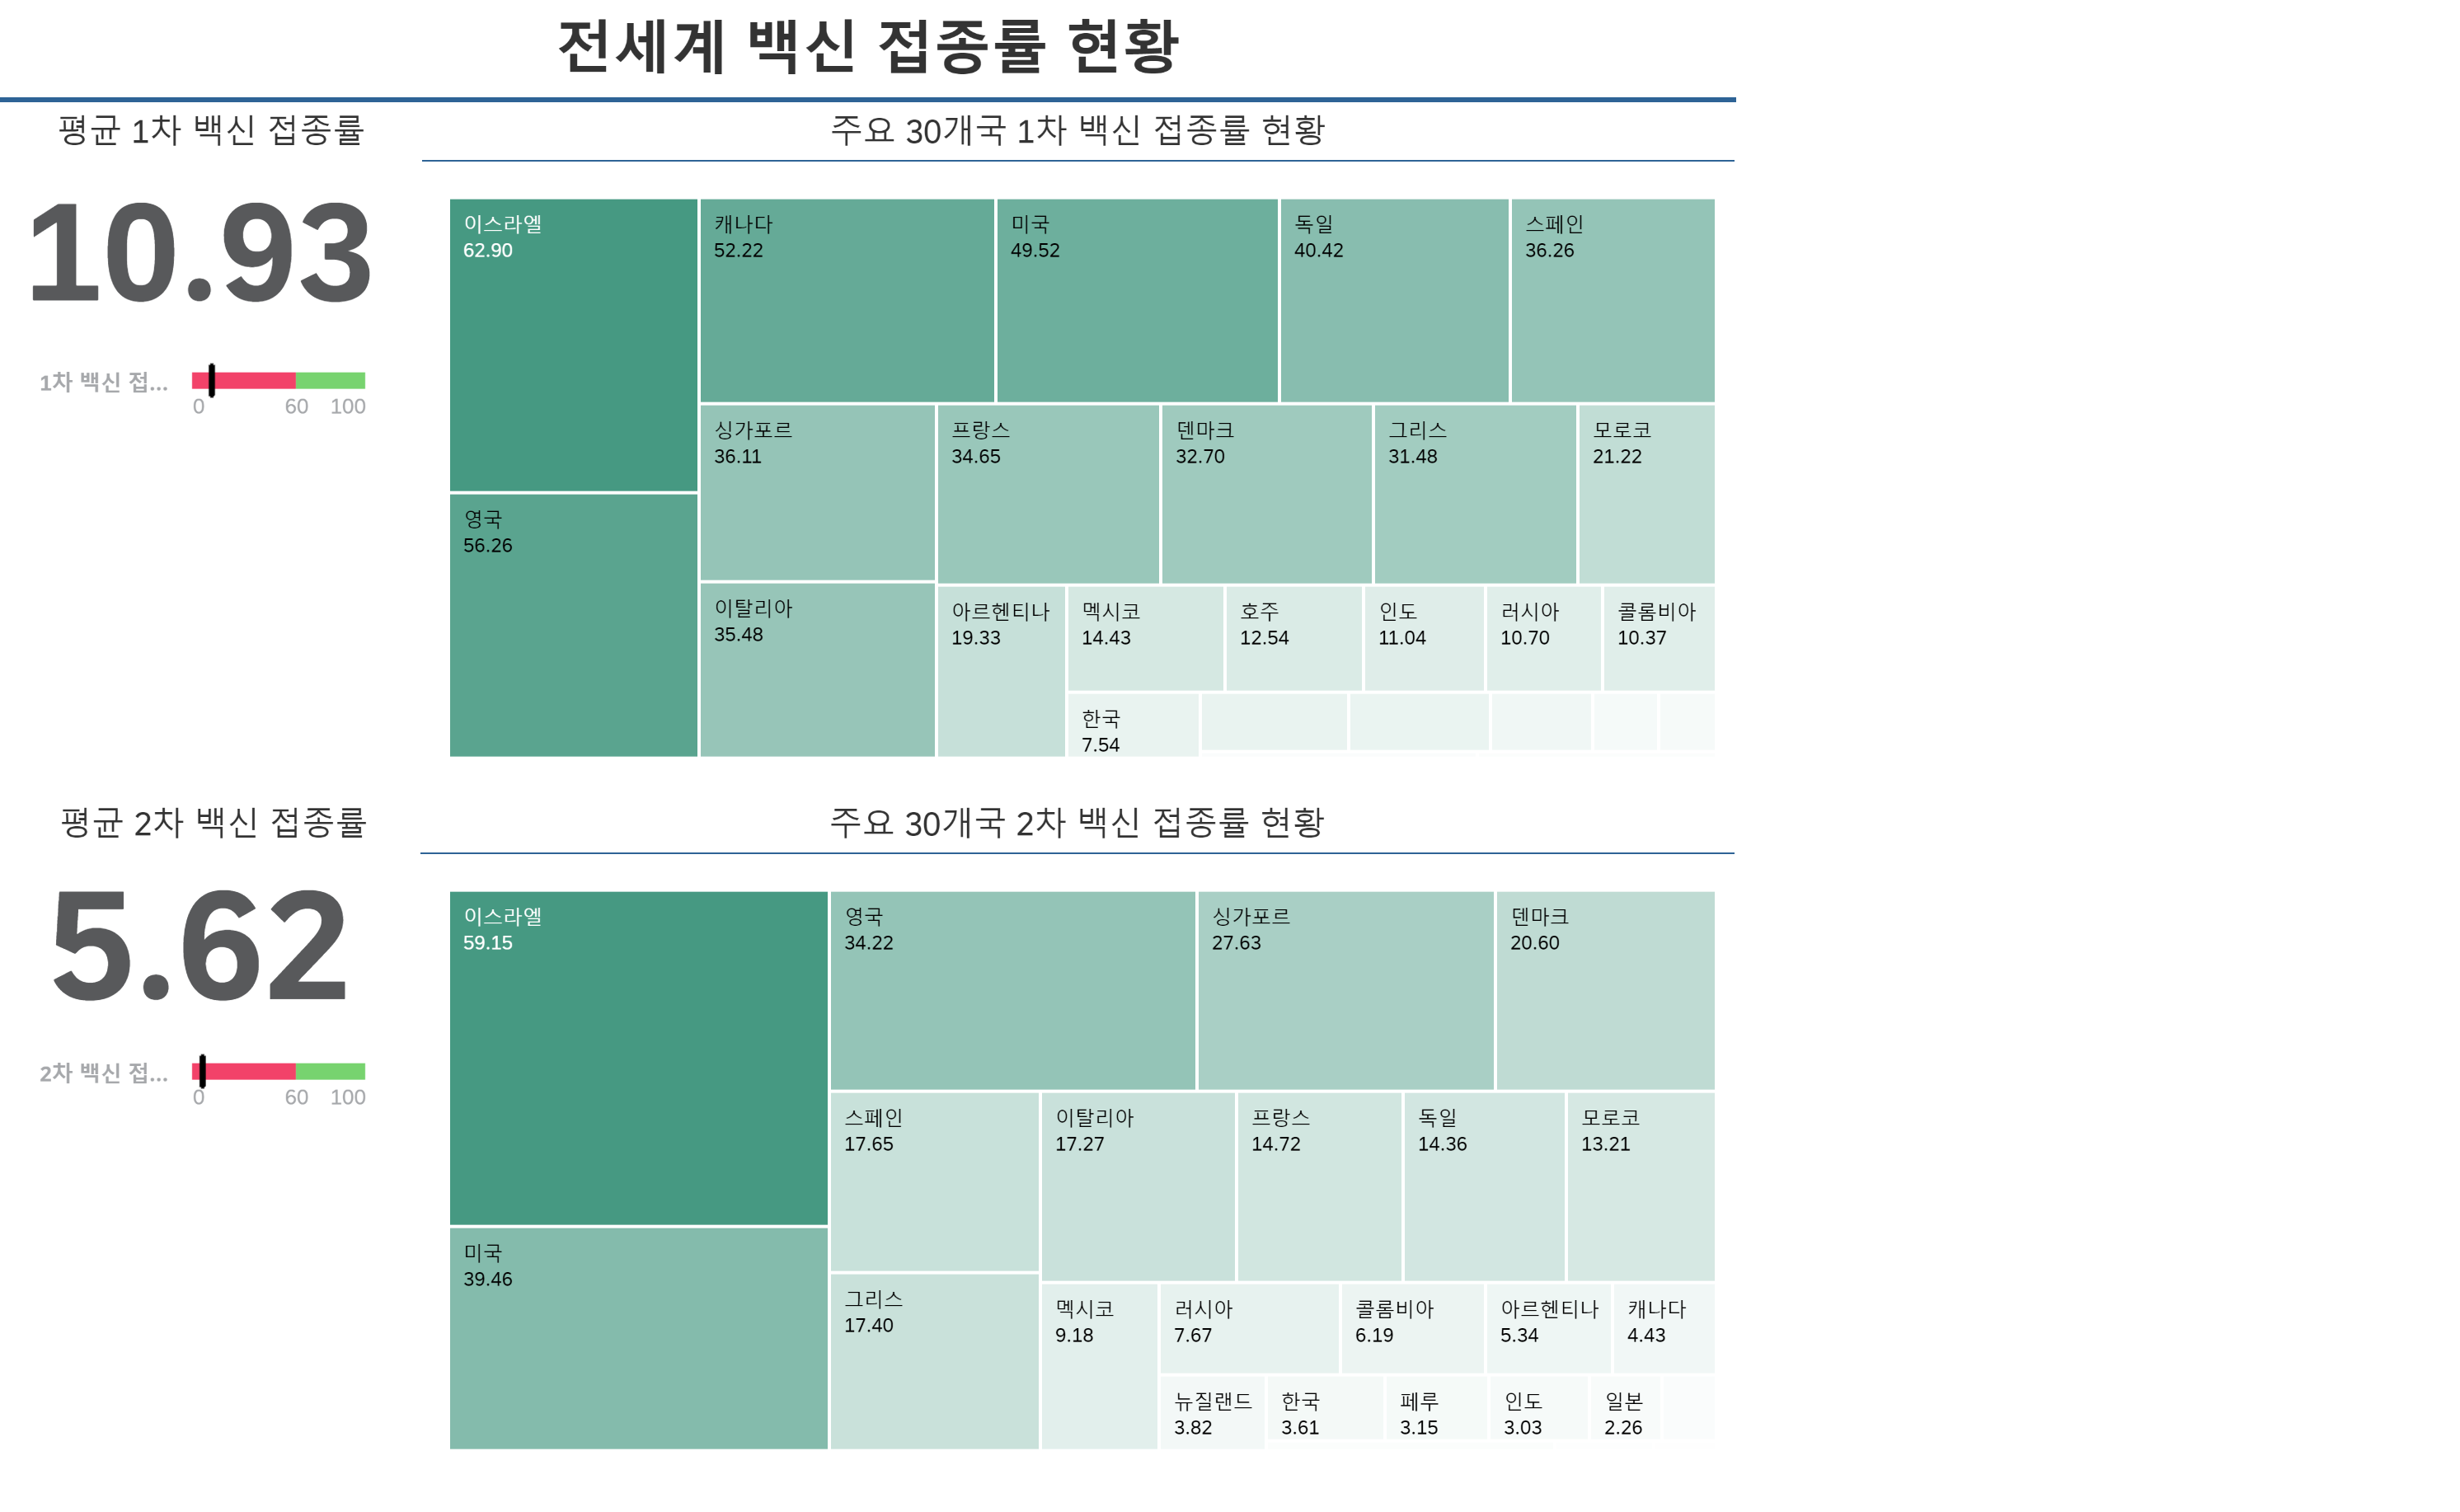 전세계 백신 접종률 현황
평균 1차 백신 접종률
10.93
1차 백신 접...
0 60 100
주요 30개국 1차 백신 접종률 현황
이스라엘
62.90
영국
56.26
캐나다
52.22
미국
49.52
독일
40.42
스페인
36.26
싱가포르
36.11
프랑스
34.65
덴마크
32.70
그리스
31.48
모로코
21.22
이탈리아
35.48
아르헨티나
19.33
멕시코
14.43
호주
12.54
인도
11.04
러시아
10.70
콜롬비아
10.37
한국
7.54
평균 2차 백신 접종률
5.62
2차 백신 접...
0 60 100
주요 30개국 2차 백신 접종률 현황
이스라엘
59.15
미국
39.46
영국
34.22
싱가포르
27.63
덴마크
20.60
스페인
17.65
이탈리아
17.27
프랑스
14.72
독일
14.36
모로코
13.21
그리스
17.40
멕시코
9.18
러시아
7.67
콜롬비아
6.19
아르헨티나
5.34
캐나다
4.43
뉴질랜드
3.82
한국
3.61
페루
3.15
인도
3.03
일본
2.26